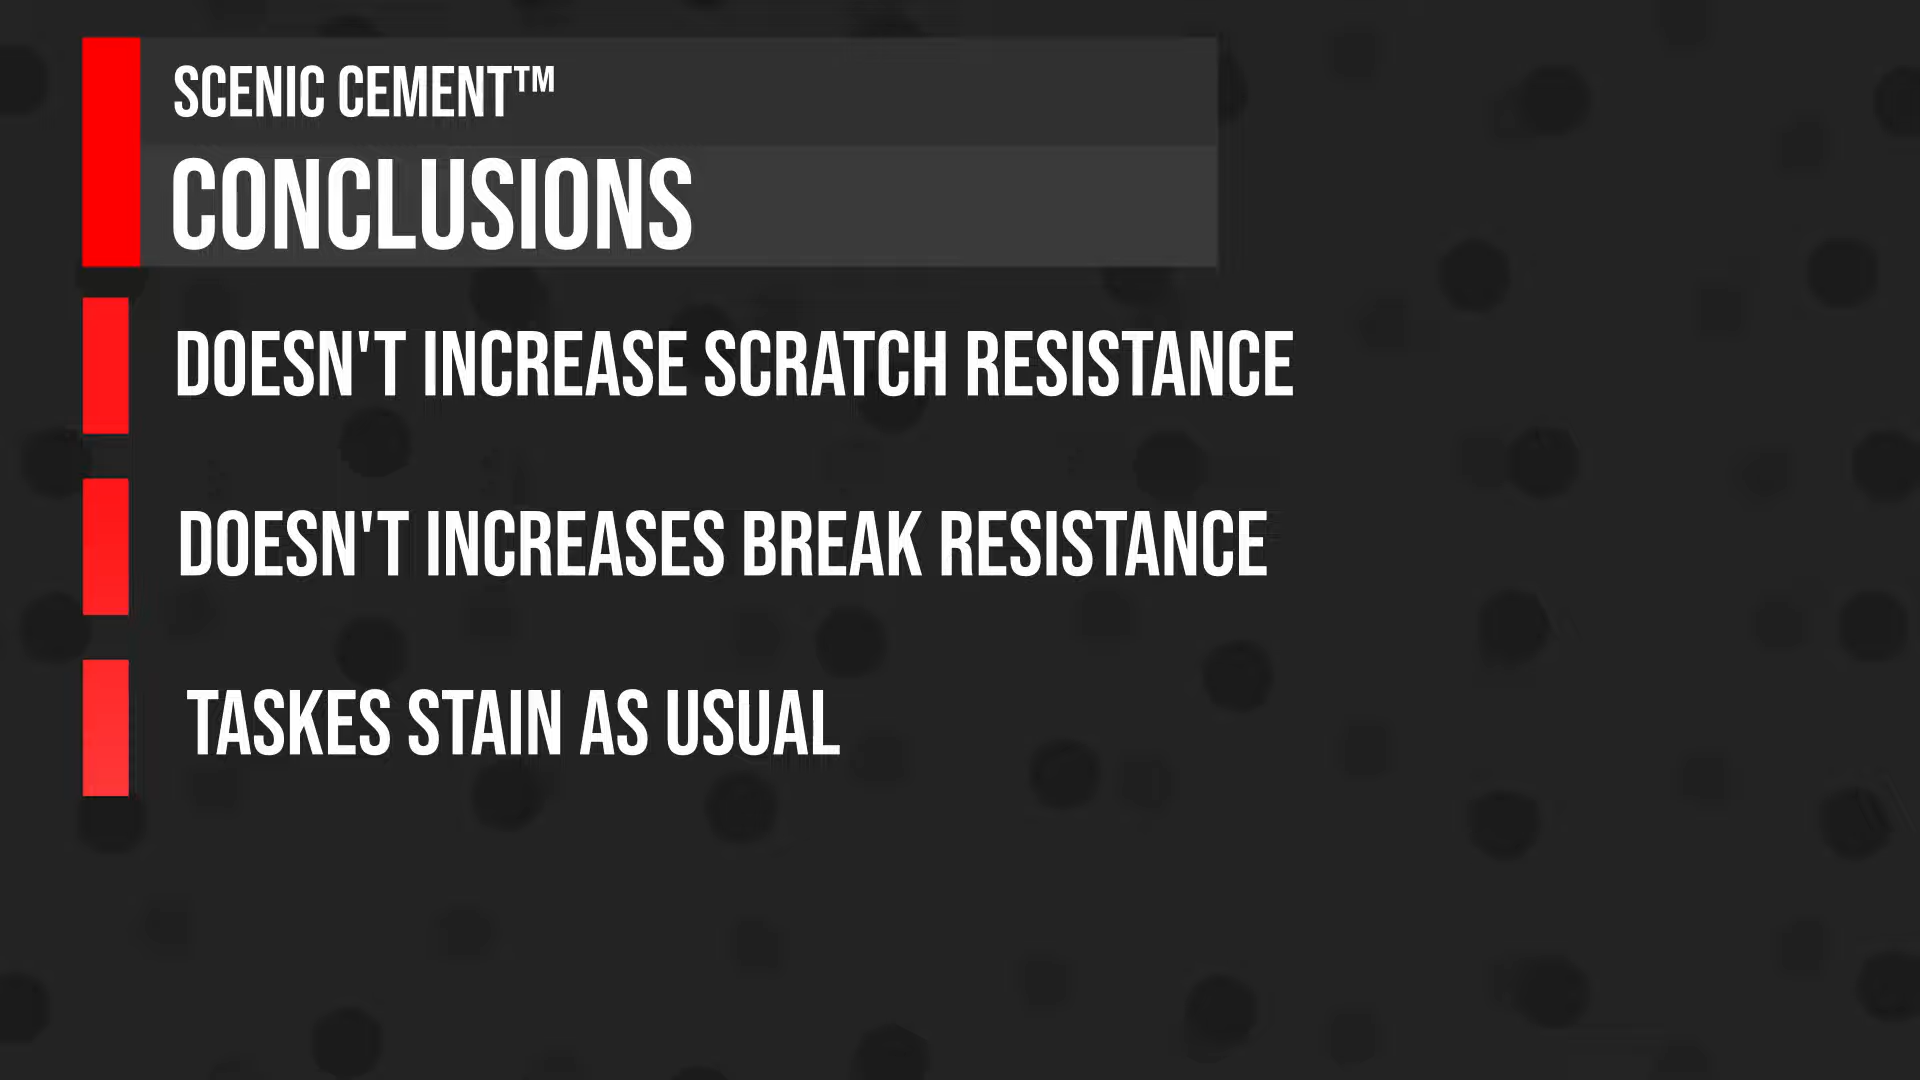 SCENIC CEMENT™
CONCLUSIONS
DOESN'T INCREASE SCRATCH RESISTANCE
DOESN'T INCREASES BREAK RESISTANCE
TASKES STAIN AS USUAL